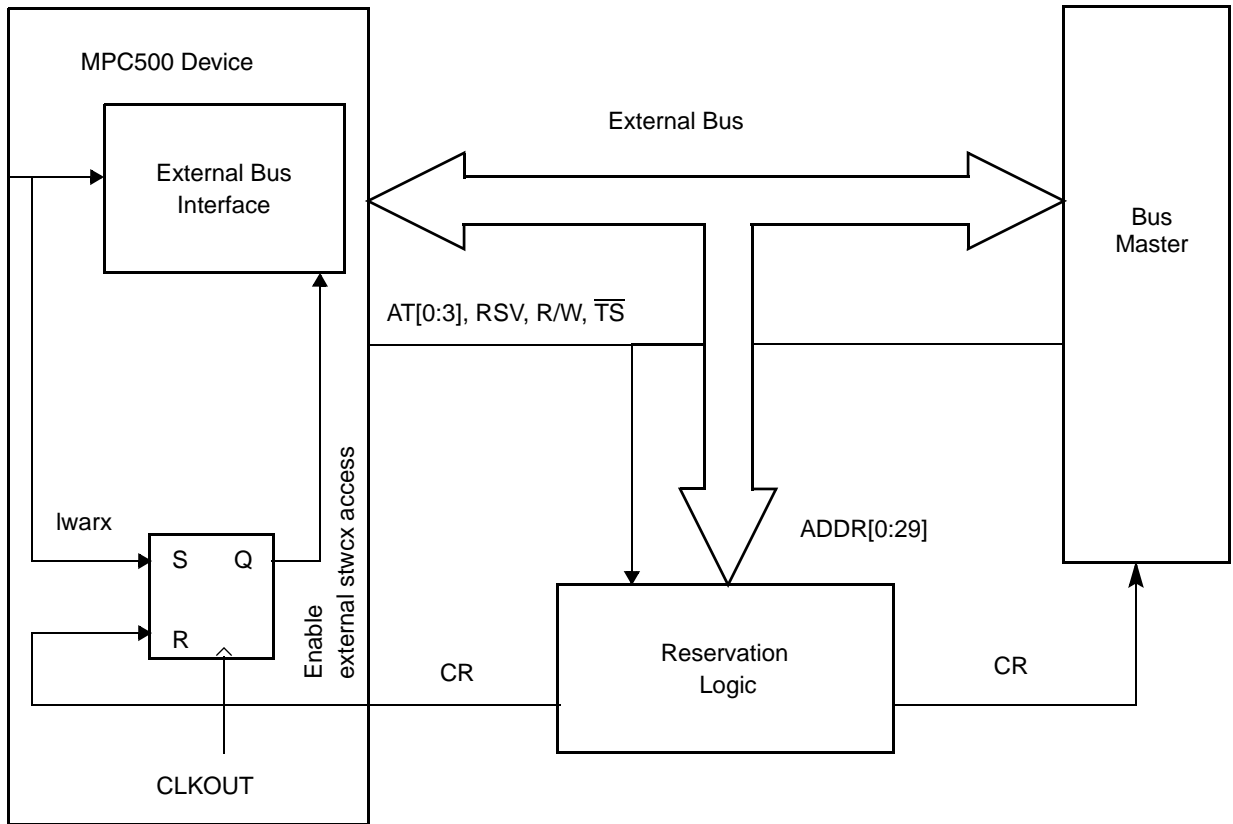 MPC500 Device
External Bus
Interface
External Bus
Bus
Master
AT[0:3], RSV, R/W, T̅S̅
lwarx
S Q
R
Enable
external stwcx access
ADDR[0:29]
Reservation
Logic
CR
CR
CLKOUT